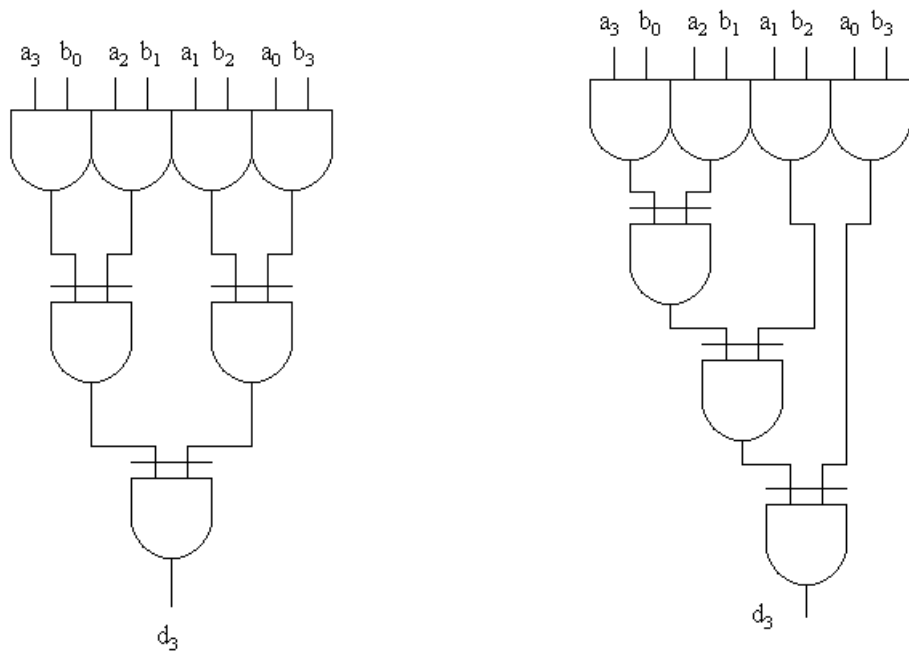 a₃ b₀ a₂ b₁ a₁ b₂ a₀ b₃
d₃
a₃ b₀ a₂ b₁ a₁ b₂ a₀ b₃
d₃